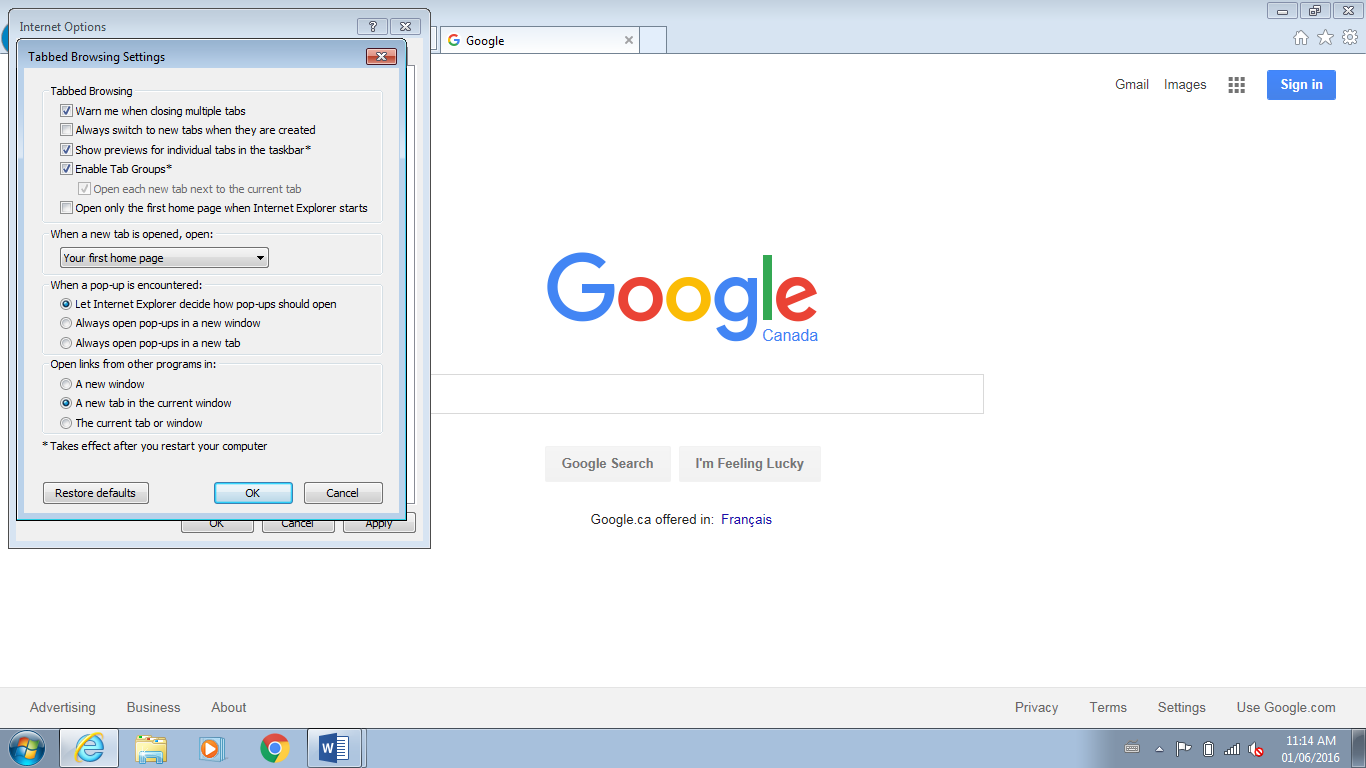 Internet Options
Tabbed Browsing Settings
Tabbed Browsing
Warn me when closing multiple tabs
Always switch to new tabs when they are created
Show previews for individual tabs in the taskbar*
Enable Tab Groups*
Open each new tab next to the current tab
Open only the first home page when Internet Explorer starts
When a new tab is opened, open:
Your first home page
When a pop-up is encountered:
Let Internet Explorer decide how pop-ups should open
Always open pop-ups in a new window
Always open pop-ups in a new tab
Open links from other programs in:
A new window
A new tab in the current window
The current tab or window
* Takes effect after you restart your computer
Restore defaults OK Cancel
OK Cancel Apply
Google
Gmail Images Sign in
Google
Canada
Google Search I'm Feeling Lucky
Google.ca offered in: Français
Advertising Business About Privacy Terms Settings Use Google.com
11:14 AM
01/06/2016